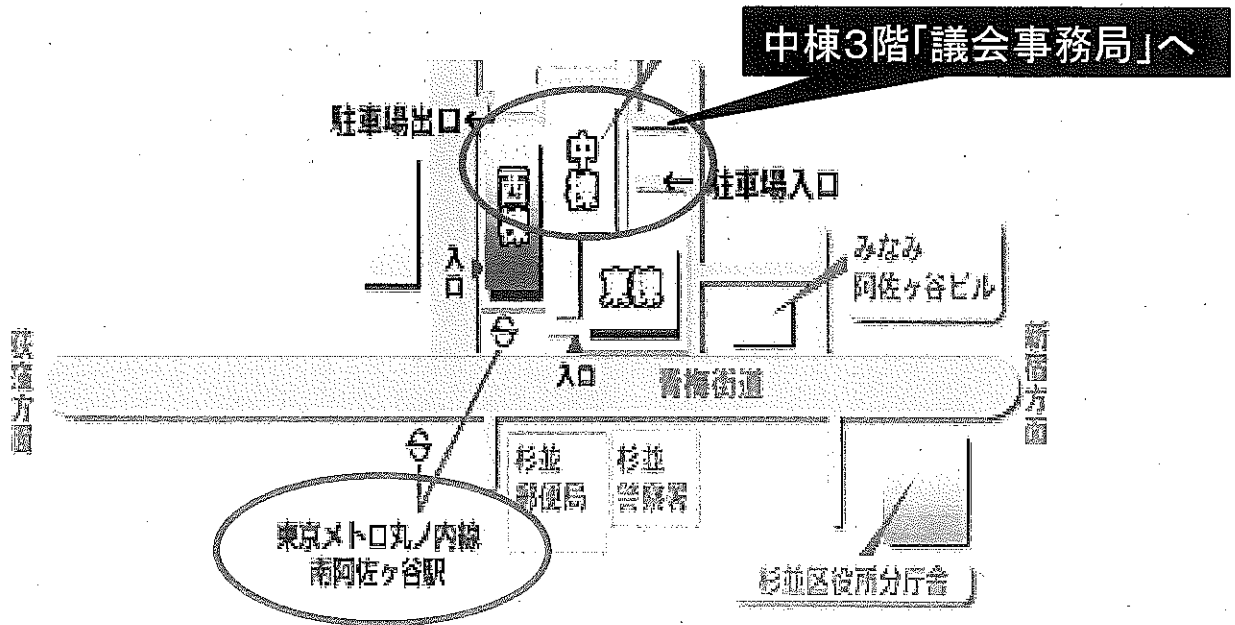 中棟3階「議会事務局」へ
駐車場出口←
中棟
西棟
←駐車場入口
入口
東棟
みなみ
阿佐ヶ谷ビル
荻窪方面
新宿方面
入口
青梅街道
杉並
郵便局
杉並
警察署
東京メトロ丸ノ内線
南阿佐ヶ谷駅
杉並区役所分庁舎